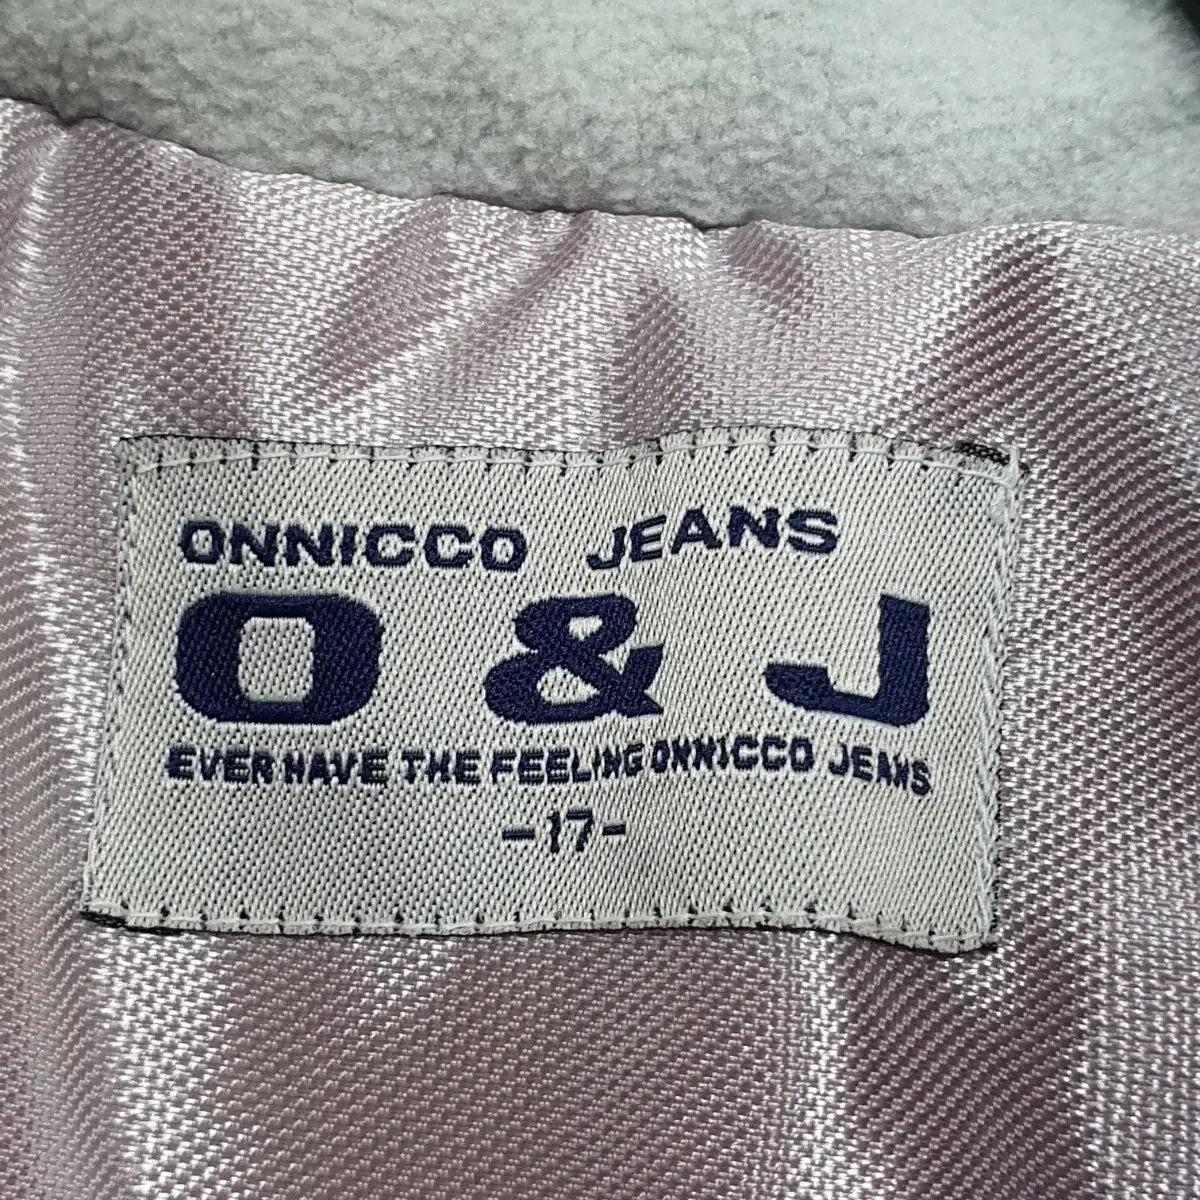 ONNICCO JEANS
O & J
EVER HAVE THE FEELING ONNICCO JEANS
-17-